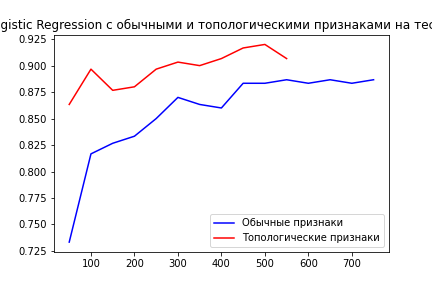 gistic Regression с обычными и топологическими признаками на тес
0.925
0.900
0.875
0.850
0.825
0.800
0.775
0.750
0.725
Обычные признаки
Топологические признаки
100 200 300 400 500 600 700